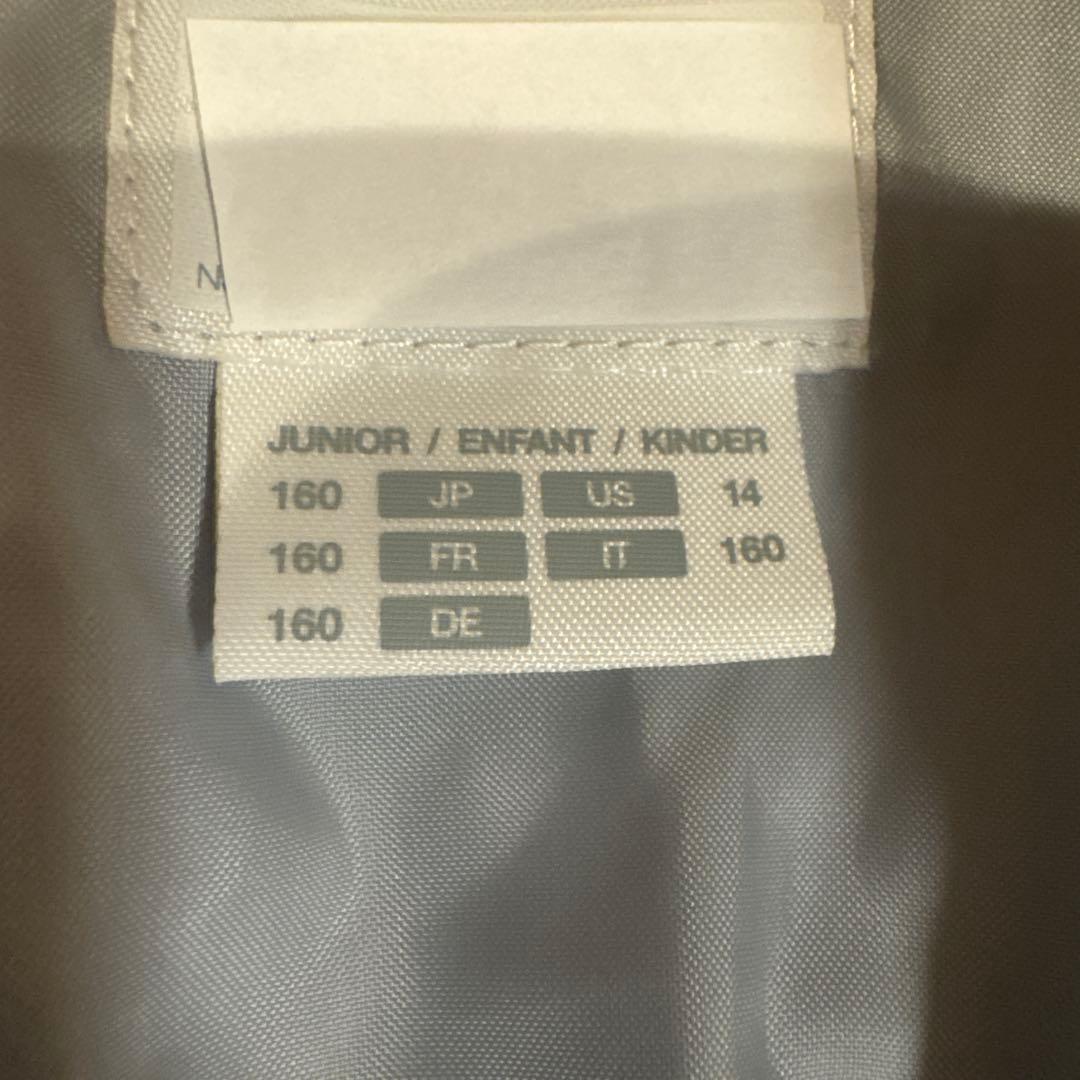 N
JUNIOR / ENFANT / KINDER
160 JP US 14
160 FR IT 160
160 DE